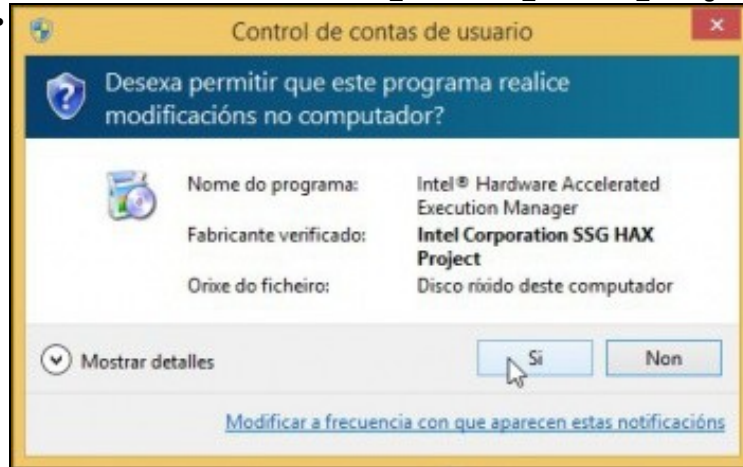 Control de contas de usuario
Desexa permitir que este programa realice
modificacións no computador?
Nome do programa: Intel® Hardware Accelerated
Execution Manager
Fabricante verificado: Intel Corporation SSG HAX
Project
Orixe do ficheiro: Disco ríxido deste computador
Mostrar detalles Si Non
Modificar a frecuencia con que aparecen estas notificacións